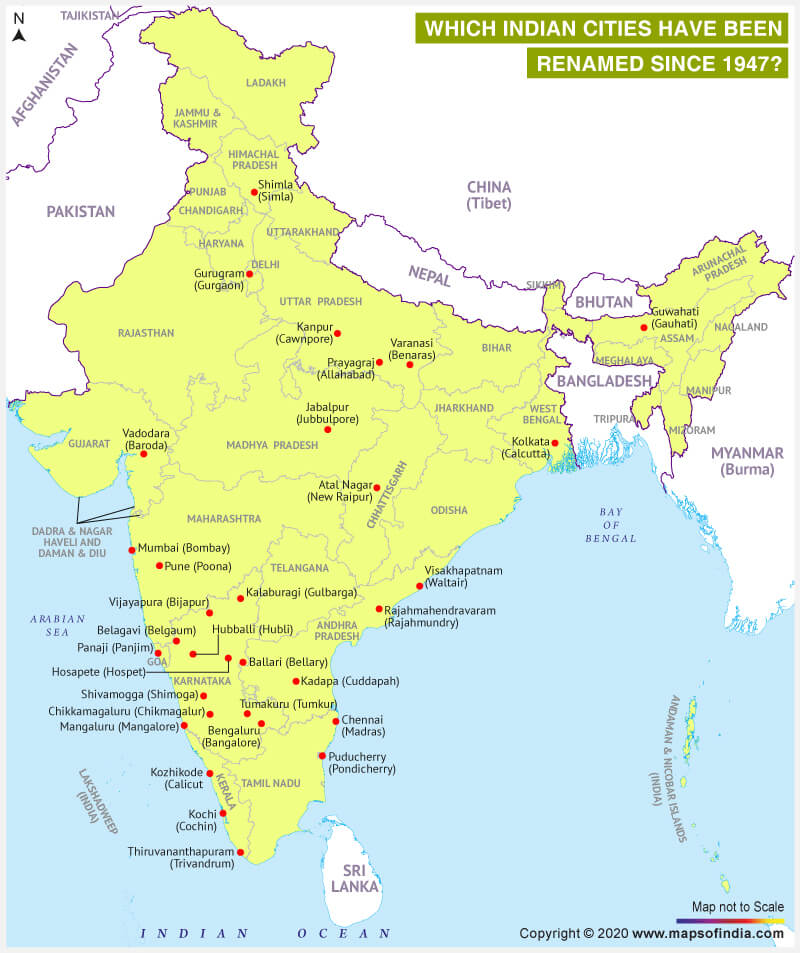 WHICH INDIAN CITIES HAVE BEEN
RENAMED SINCE 1947?
N
TAJIKISTAN
AFGHANISTAN
LADAKH
JAMMU &
KASHMIR
HIMACHAL
PRADESH
Shimla
(Simla)
PUNJAB
CHANDIGARH
PAKISTAN
CHINA
(Tibet)
UTTARAKHAND
HARYANA
DELHI
Gurugram
(Gurgaon)
NEPAL
ARUNACHAL
PRADESH
SIKKIM
BHUTAN
UTTAR PRADESH
Guwahati
(Gauhati)
NAGALAND
ASSAM
RAJASTHAN
Kanpur
(Cawnpore)
Varanasi
(Benaras)
BIHAR
MEGHALAYA
Prayagraj
(Allahabad)
BANGLADESH
MANIPUR
Jabalpur
(Jubbulpore)
JHARKHAND
WEST
BENGAL
TRIPURA
MIZORAM
Vadodara
(Baroda)
GUJARAT
MADHYA PRADESH
Kolkata
(Calcutta)
MYANMAR
(Burma)
Atal Nagar
(New Raipur)
CHHATTISGARH
ODISHA
MAHARASHTRA
BAY
OF
BENGAL
DADRA & NAGAR
HAVELI AND
DAMAN & DIU
Mumbai (Bombay)
Pune (Poona)
TELANGANA
Visakhapatnam
(Waltair)
Kalaburagi (Gulbarga)
Vijayapura (Bijapur)
Rajahmahendravaram
(Rajahmundry)
ARABIAN
SEA
Belagavi (Belgaum)
Hubballi (Hubli)
ANDHRA
PRADESH
Panaji (Panjim)
GOA
Hosapete (Hospet)
Ballari (Bellary)
KARNATAKA
Kadapa (Cuddapah)
Shivamogga (Shimoga)
Tumakuru (Tumkur)
Chikkamagaluru (Chikmagalur)
Mangaluru (Mangalore)
Bengaluru
(Bangalore)
Chennai
(Madras)
Puducherry
(Pondicherry)
Kozhikode
(Calicut
KERALA
TAMIL NADU
LAKSHADWEEP
(INDIA)
ANDAMAN & NICOBAR ISLANDS
(INDIA)
Kochi
(Cochin)
Thiruvananthapuram
(Trivandrum)
SRI
LANKA
INDIAN OCEAN
Map not to Scale
Copyright © 2020 www.mapsofindia.com